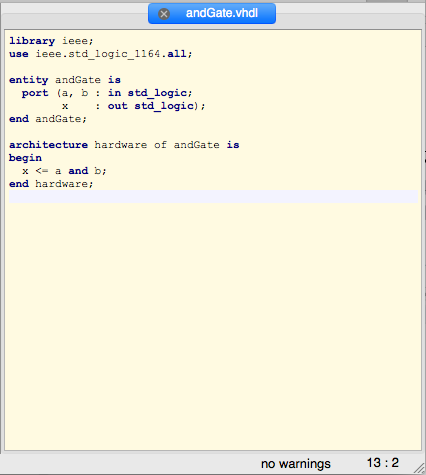 andGate.vhdl
library ieee;
use ieee.std_logic_1164.all;
entity andGate is
port (a, b : in std_logic;
x : out std_logic);
end andGate;
architecture hardware of andGate is
begin
x <= a and b;
end hardware;
no warnings 13 : 2